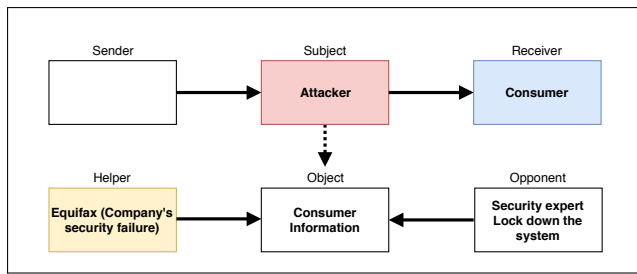 Sender
Subject
Receiver
Attacker
Consumer
Helper
Object
Opponent
Equifax (Company's
security failure)
Consumer
Information
Security expert
Lock down the
system